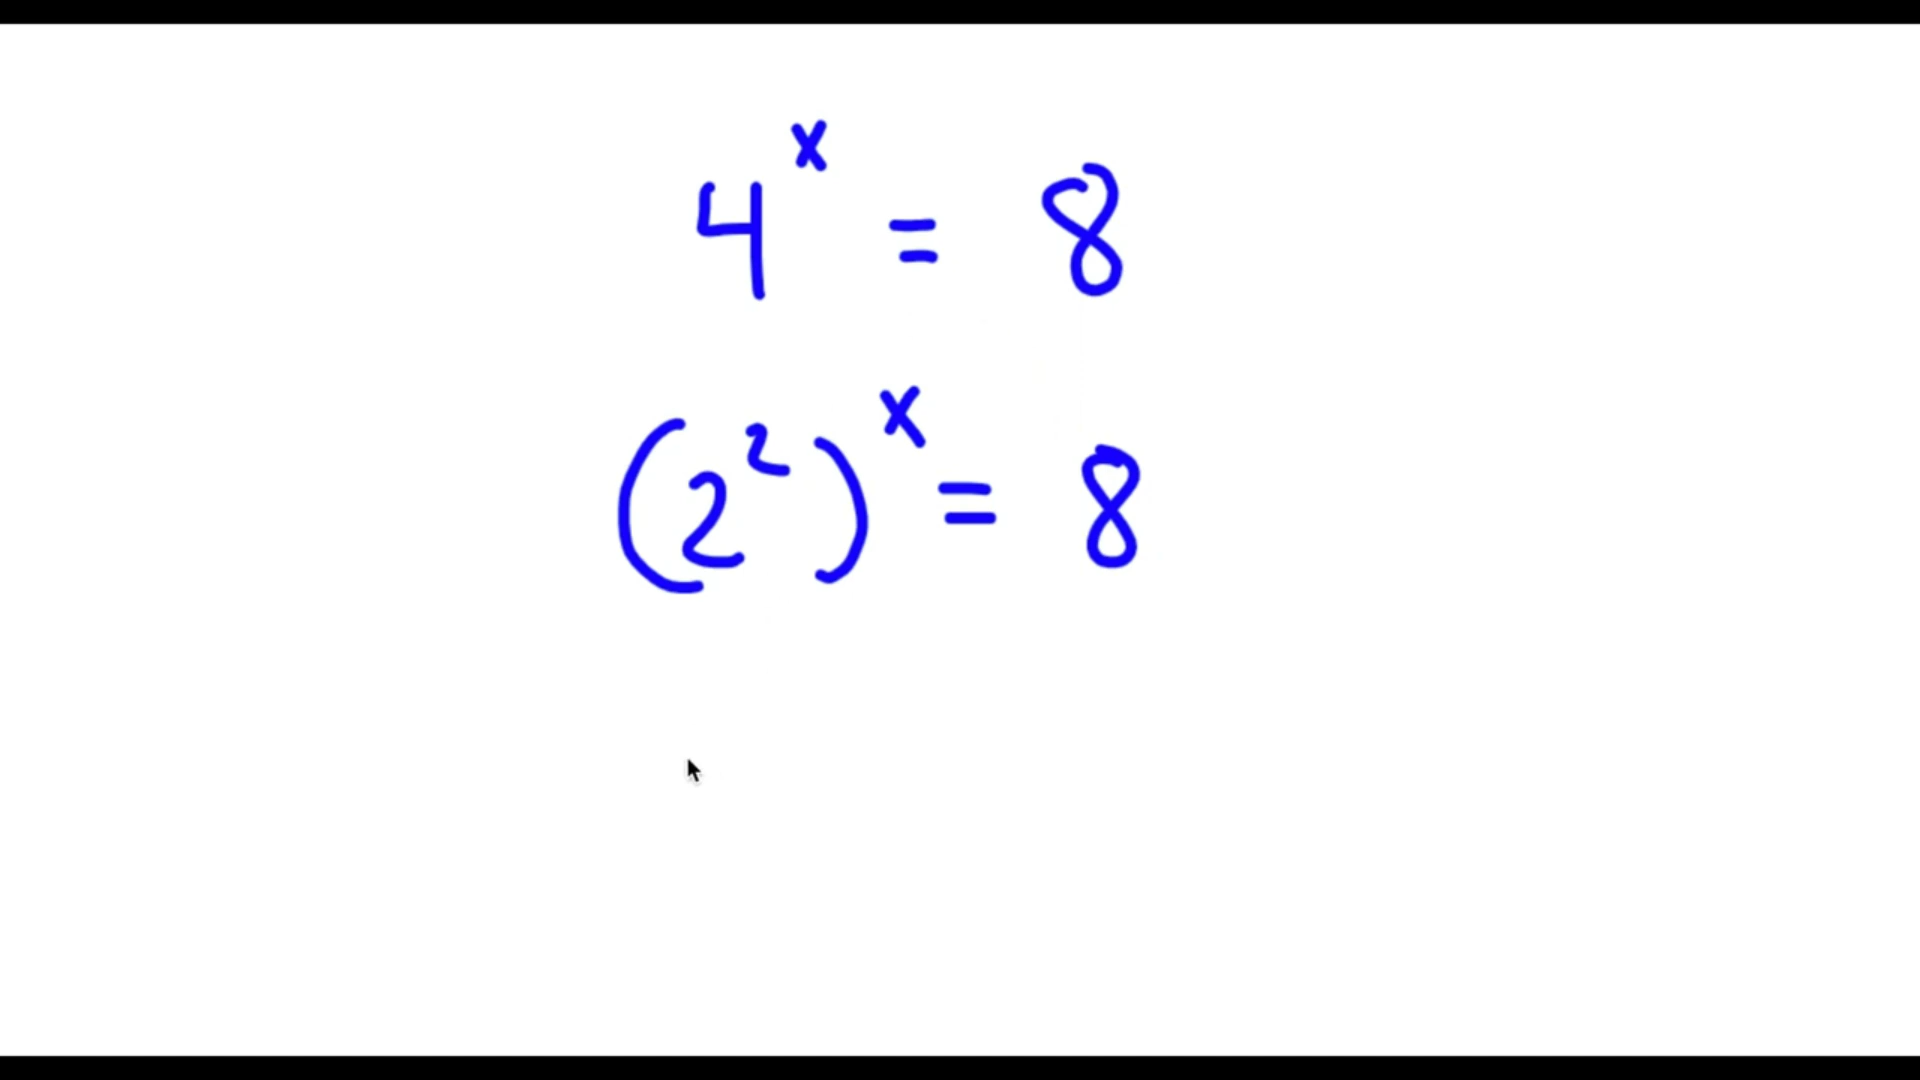 4^x = 8
(2^2)^x = 8